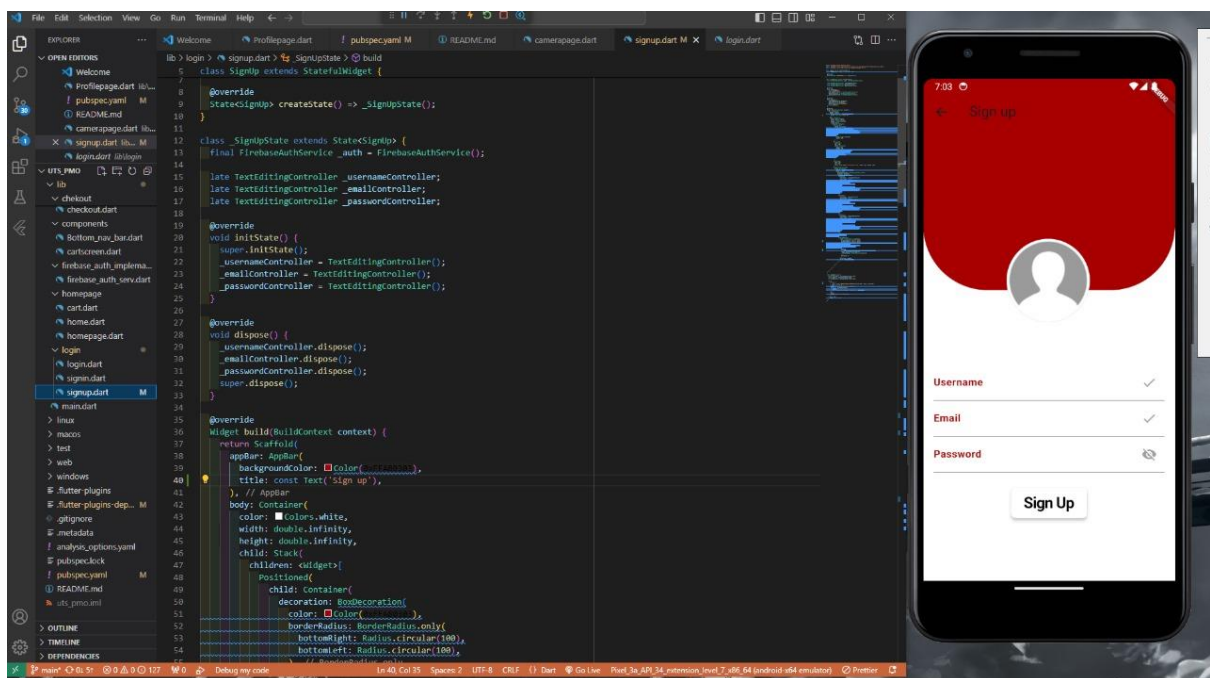 File Edit Selection View Go Run Terminal Help
EXPLORER
OPEN EDITORS
Welcome
Profilepage.dart lib\...
pubspec.yaml M
README.md
camerapage.dart lib...
signup.dart lib... M
login.dart lib\login
UTS_PMO
lib
chekout
checkout.dart
components
Bottom_nav_bar.dart
cartscreen.dart
firebase_auth_implema...
firebase_auth_serv.dart
homepage
cart.dart
home.dart
homepage.dart
login
login.dart
signin.dart
signup.dart M
main.dart
linux
macos
test
web
windows
.flutter-plugins
.flutter-plugins-dep... M
.gitignore
.metadata
analysis_options.yaml
pubspec.lock
pubspec.yaml M
README.md
uts_pmo.iml
OUTLINE
TIMELINE
DEPENDENCIES
Welcome Profilepage.dart pubspec.yaml M README.md camerapage.dart signup.dart M login.dart
lib > login > signup.dart > _SignUpState > build
5 class SignUp extends StatefulWidget {
7
8 @override
9 State<SignUp> createState() => _SignUpState();
10 }
11
12 class _SignUpState extends State<SignUp> {
13 final FirebaseAuthService _auth = FirebaseAuthService();
14
15 late TextEditingController _usernameController;
16 late TextEditingController _emailController;
17 late TextEditingController _passwordController;
18
19 @override
20 void initState() {
21 super.initState();
22 _usernameController = TextEditingController();
23 _emailController = TextEditingController();
24 _passwordController = TextEditingController();
25 }
26
27 @override
28 void dispose() {
29 _usernameController.dispose();
30 _emailController.dispose();
31 _passwordController.dispose();
32 super.dispose();
33 }
34
35 @override
36 Widget build(BuildContext context) {
37 return Scaffold(
38 appBar: AppBar(
39 backgroundColor: Color(
40 title: const Text('Sign up'),
41 ), // AppBar
42 body: Container(
43 color: Colors.white,
44 width: double.infinity,
45 height: double.infinity,
46 child: Stack(
47 children: <Widget>[
48 Positioned(
49 child: Container(
50 decoration: BoxDecoration(
51 color: Color(
52 borderRadius: BorderRadius.only(
53 bottomRight: Radius.circular(100),
54 bottomLeft: Radius.circular(100),
main* 0↓ 5↑ 0 0 127 0 Debug my code Ln 40, Col 35 Spaces: 2 UTF-8 CRLF {} Dart Go Live Pixel_3a_API_34_extension_level_7_x86_64 (android-x64 emulator) Prettier
7:03
Sign up
Username
Email
Password
Sign Up